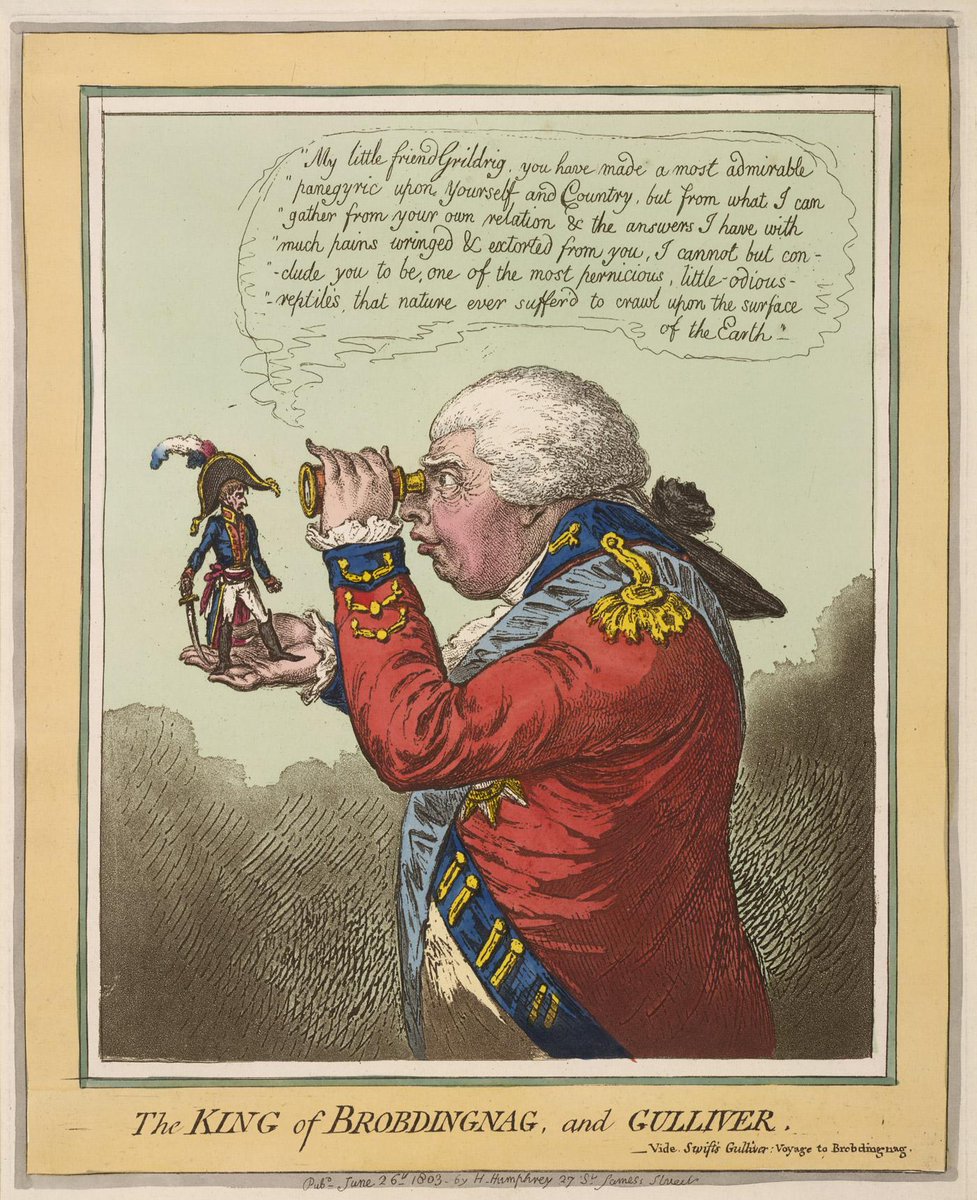 "My little friend Grildrig, you have made a most admirable
"panegyric upon Yourself and Country, but from what I can
"gather from your own relation & the answers I have with
"much pains wringed & extorted from you, I cannot but con-
"-clude you to be, one of the most pernicious, little-odious-
"-reptiles, that nature ever suffer'd to crawl upon the surface
of the Earth"-
The KING of BROBDINGNAG, and GULLIVER.
—Vide. Swift's Gulliver: Voyage to Brobdingnag.
Pubd. June 26th 1803- by H. Humphrey 27 St. James's Street